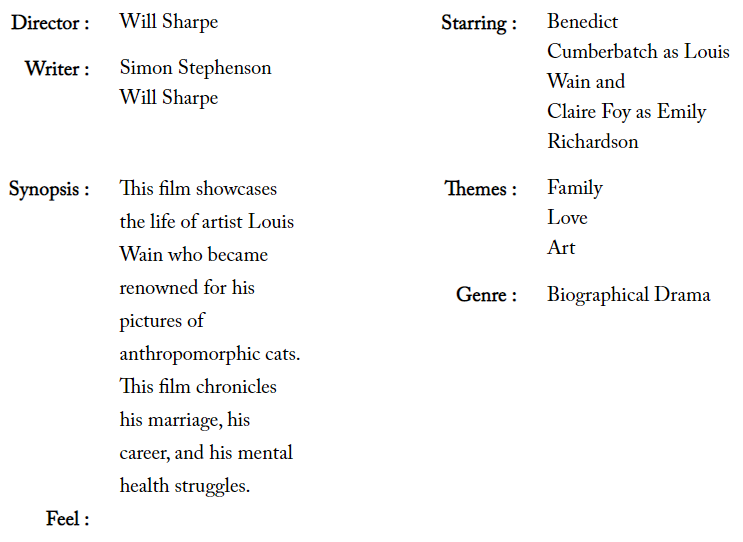 Director : Will Sharpe
Writer : Simon Stephenson
Will Sharpe
Synopsis : This film showcases
the life of artist Louis
Wain who became
renowned for his
pictures of
anthropomorphic cats.
This film chronicles
his marriage, his
career, and his mental
health struggles.
Feel :
Starring : Benedict
Cumberbatch as Louis
Wain and
Claire Foy as Emily
Richardson
Themes : Family
Love
Art
Genre : Biographical Drama